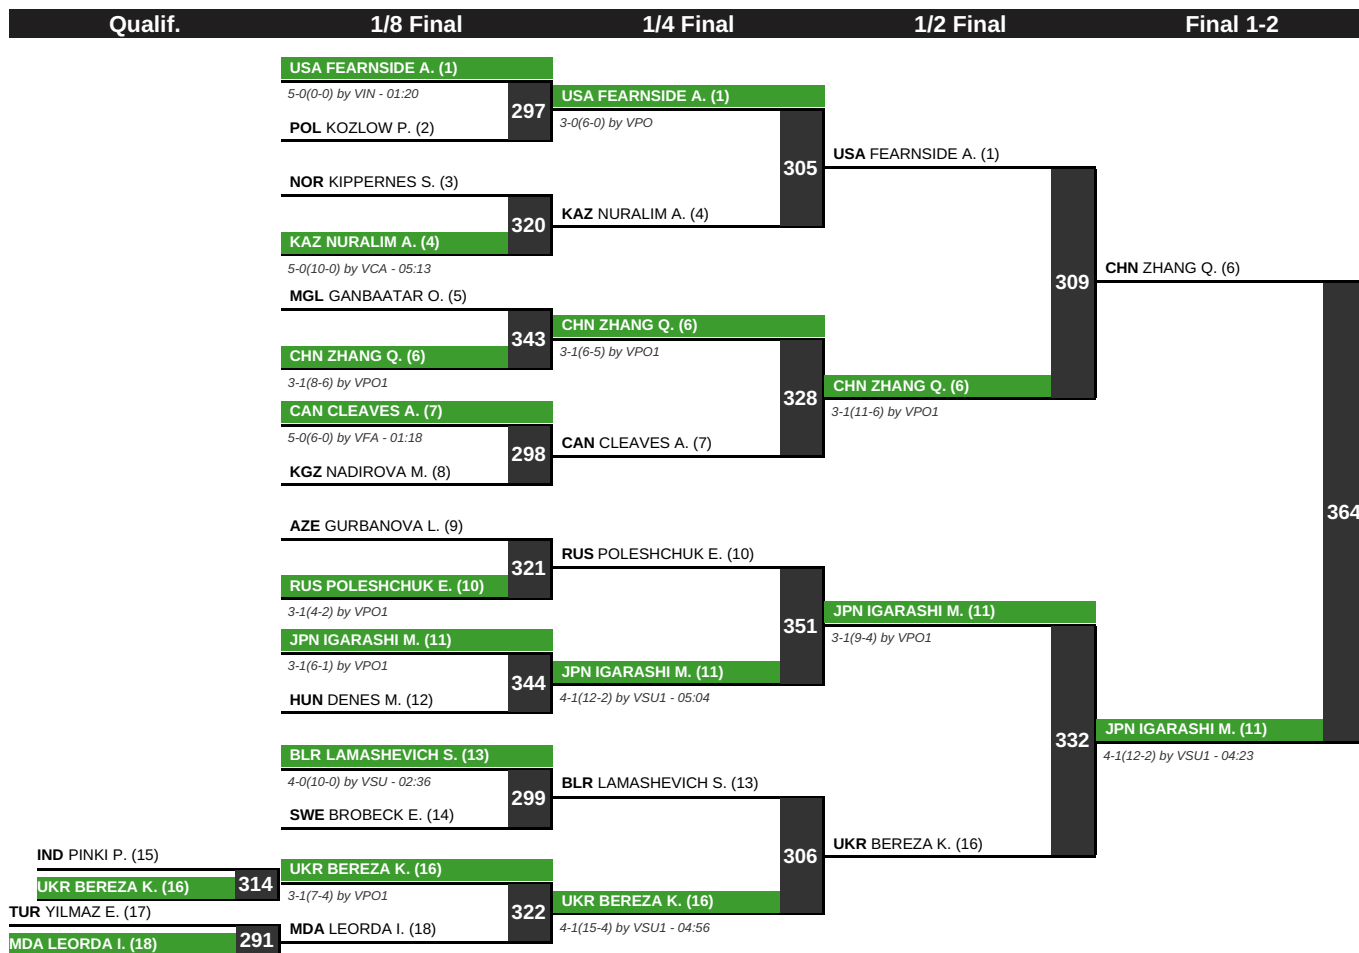 Qualif. 1/8 Final 1/4 Final 1/2 Final Final 1-2
USA FEARNSIDE A. (1)
5-0(0-0) by VIN - 01:20
297
POL KOZLOW P. (2)
NOR KIPPERNES S. (3)
320
KAZ NURALIM A. (4)
5-0(10-0) by VCA - 05:13
MGL GANBAATAR O. (5)
343
CHN ZHANG Q. (6)
3-1(8-6) by VPO1
CAN CLEAVES A. (7)
5-0(6-0) by VFA - 01:18
298
KGZ NADIROVA M. (8)
AZE GURBANOVA L. (9)
321
RUS POLESHCHUK E. (10)
3-1(4-2) by VPO1
JPN IGARASHI M. (11)
3-1(6-1) by VPO1
344
HUN DENES M. (12)
BLR LAMASHEVICH S. (13)
4-0(10-0) by VSU - 02:36
299
SWE BROBECK E. (14)
IND PINKI P. (15)
314
UKR BEREZA K. (16)
TUR YILMAZ E. (17)
291
MDA LEORDA I. (18)
UKR BEREZA K. (16)
3-1(7-4) by VPO1
322
MDA LEORDA I. (18)
USA FEARNSIDE A. (1)
3-0(6-0) by VPO
305
KAZ NURALIM A. (4)
CHN ZHANG Q. (6)
3-1(6-5) by VPO1
328
CAN CLEAVES A. (7)
RUS POLESHCHUK E. (10)
351
JPN IGARASHI M. (11)
4-1(12-2) by VSU1 - 05:04
BLR LAMASHEVICH S. (13)
306
UKR BEREZA K. (16)
4-1(15-4) by VSU1 - 04:56
USA FEARNSIDE A. (1)
309
CHN ZHANG Q. (6)
3-1(11-6) by VPO1
JPN IGARASHI M. (11)
3-1(9-4) by VPO1
332
UKR BEREZA K. (16)
CHN ZHANG Q. (6)
364
JPN IGARASHI M. (11)
4-1(12-2) by VSU1 - 04:23